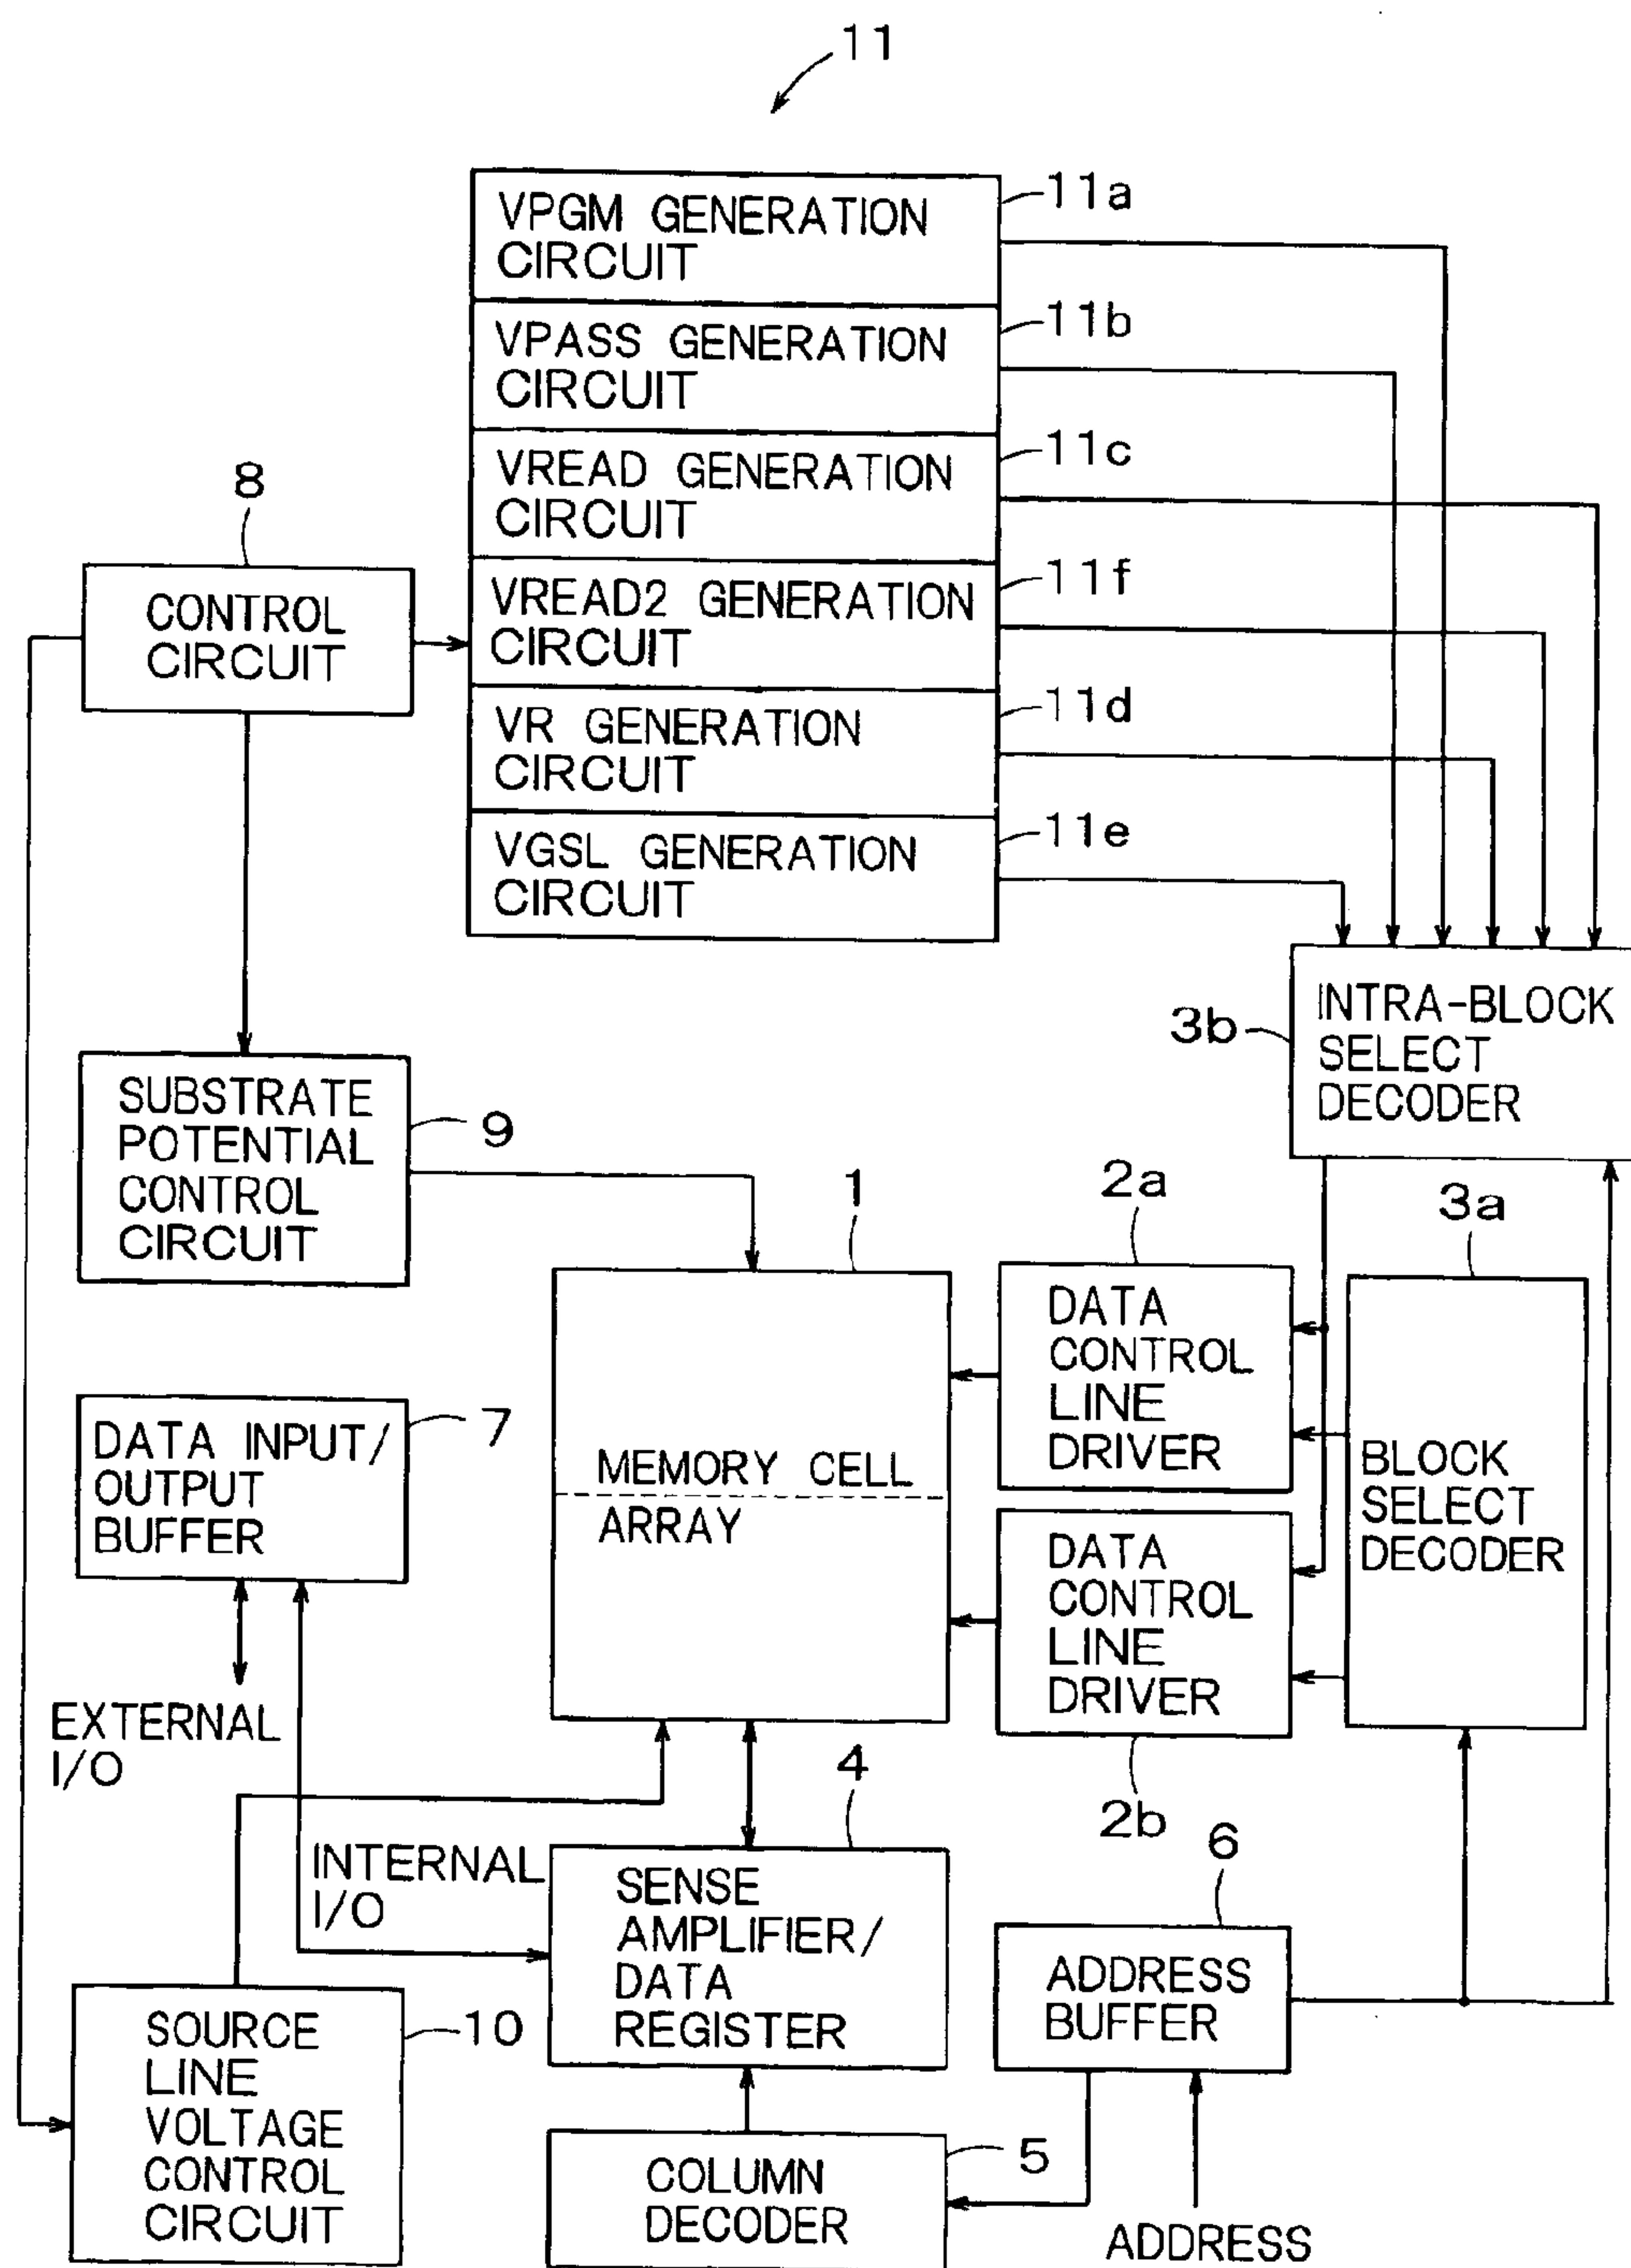 11
VPGM GENERATION
CIRCUIT
11a
VPASS GENERATION
CIRCUIT
11b
VREAD GENERATION
CIRCUIT
11c
8
CONTROL
CIRCUIT
VREAD2 GENERATION
CIRCUIT
11f
VR GENERATION
CIRCUIT
11d
VGSL GENERATION
CIRCUIT
11e
3b
INTRA-BLOCK
SELECT
DECODER
SUBSTRATE
POTENTIAL
CONTROL
CIRCUIT
9
1
2a
3a
MEMORY CELL
ARRAY
DATA
CONTROL
LINE
DRIVER
BLOCK
SELECT
DECODER
DATA INPUT/
OUTPUT
BUFFER
7
DATA
CONTROL
LINE
DRIVER
2b
EXTERNAL
I/O
INTERNAL
I/O
4
SENSE
AMPLIFIER/
DATA
REGISTER
6
ADDRESS
BUFFER
SOURCE
LINE
VOLTAGE
CONTROL
CIRCUIT
10
COLUMN
DECODER
5
ADDRESS